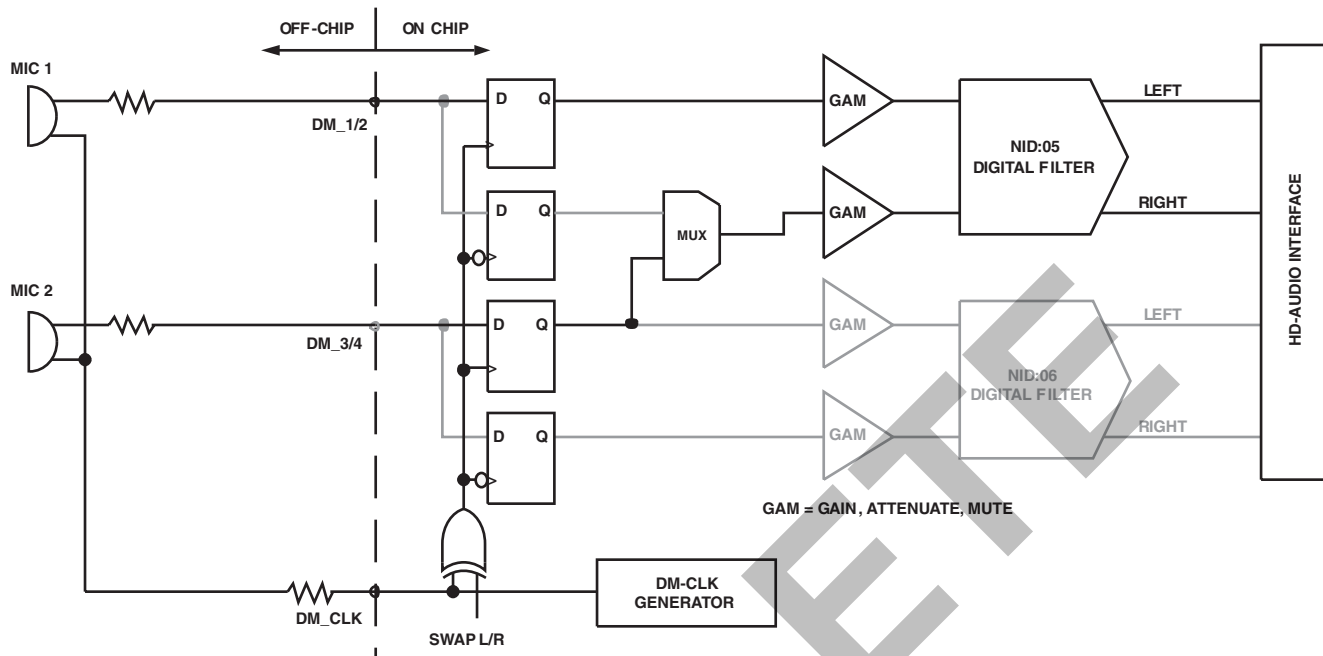 OFF-CHIP
ON CHIP
MIC 1
DM_1/2
D
Q
GAM
LEFT
NID:05
DIGITAL FILTER
D
Q
MUX
GAM
RIGHT
HD-AUDIO INTERFACE
MIC 2
DM_3/4
D
Q
GAM
LEFT
NID:06
DIGITAL FILTER
D
Q
GAM
RIGHT
GAM = GAIN, ATTENUATE, MUTE
DM_CLK
SWAP L/R
DM-CLK
GENERATOR
ETE